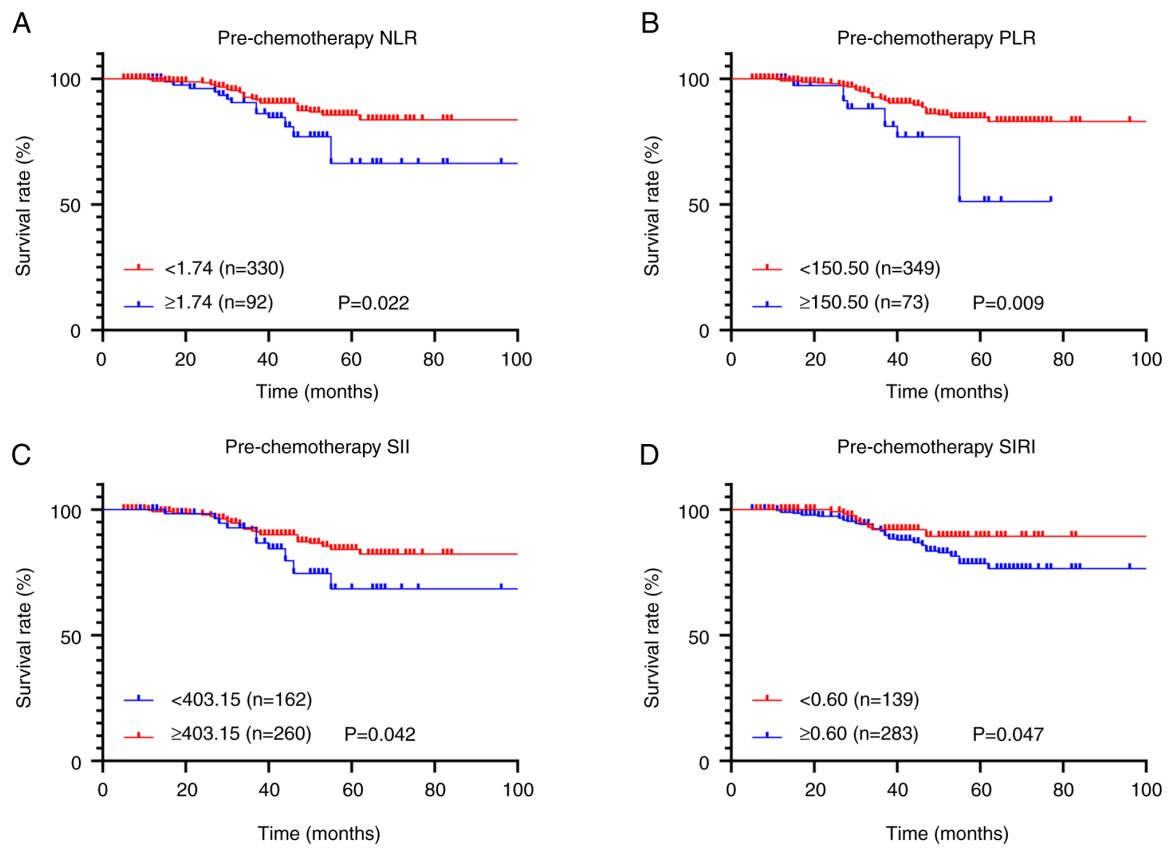 A
Pre-chemotherapy NLR
100
50
0
Survival rate (%)
<1.74 (n=330)
≥1.74 (n=92) P=0.022
0 20 40 60 80 100
Time (months)
B
Pre-chemotherapy PLR
100
50
0
Survival rate (%)
<150.50 (n=349)
≥150.50 (n=73) P=0.009
0 20 40 60 80 100
Time (months)
C
Pre-chemotherapy SII
100
50
0
Survival rate (%)
<403.15 (n=162)
≥403.15 (n=260) P=0.042
0 20 40 60 80 100
Time (months)
D
Pre-chemotherapy SIRI
100
50
0
Survival rate (%)
<0.60 (n=139)
≥0.60 (n=283) P=0.047
0 20 40 60 80 100
Time (months)